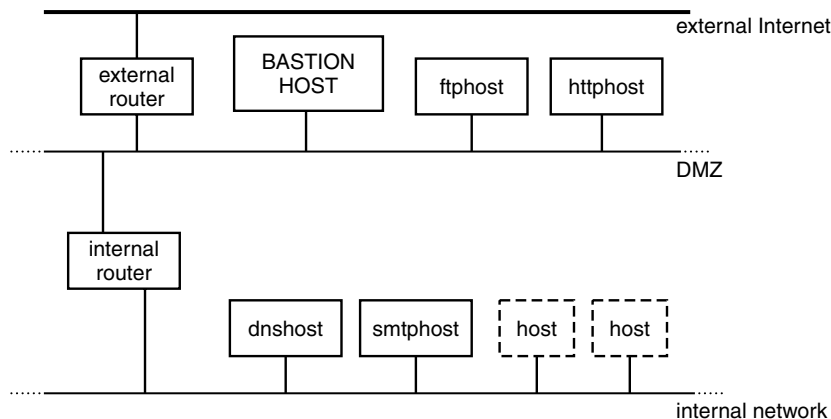 external Internet
external
router
BASTION
HOST
ftphost
httphost
DMZ
internal
router
dnshost
smtphost
host
host
internal network